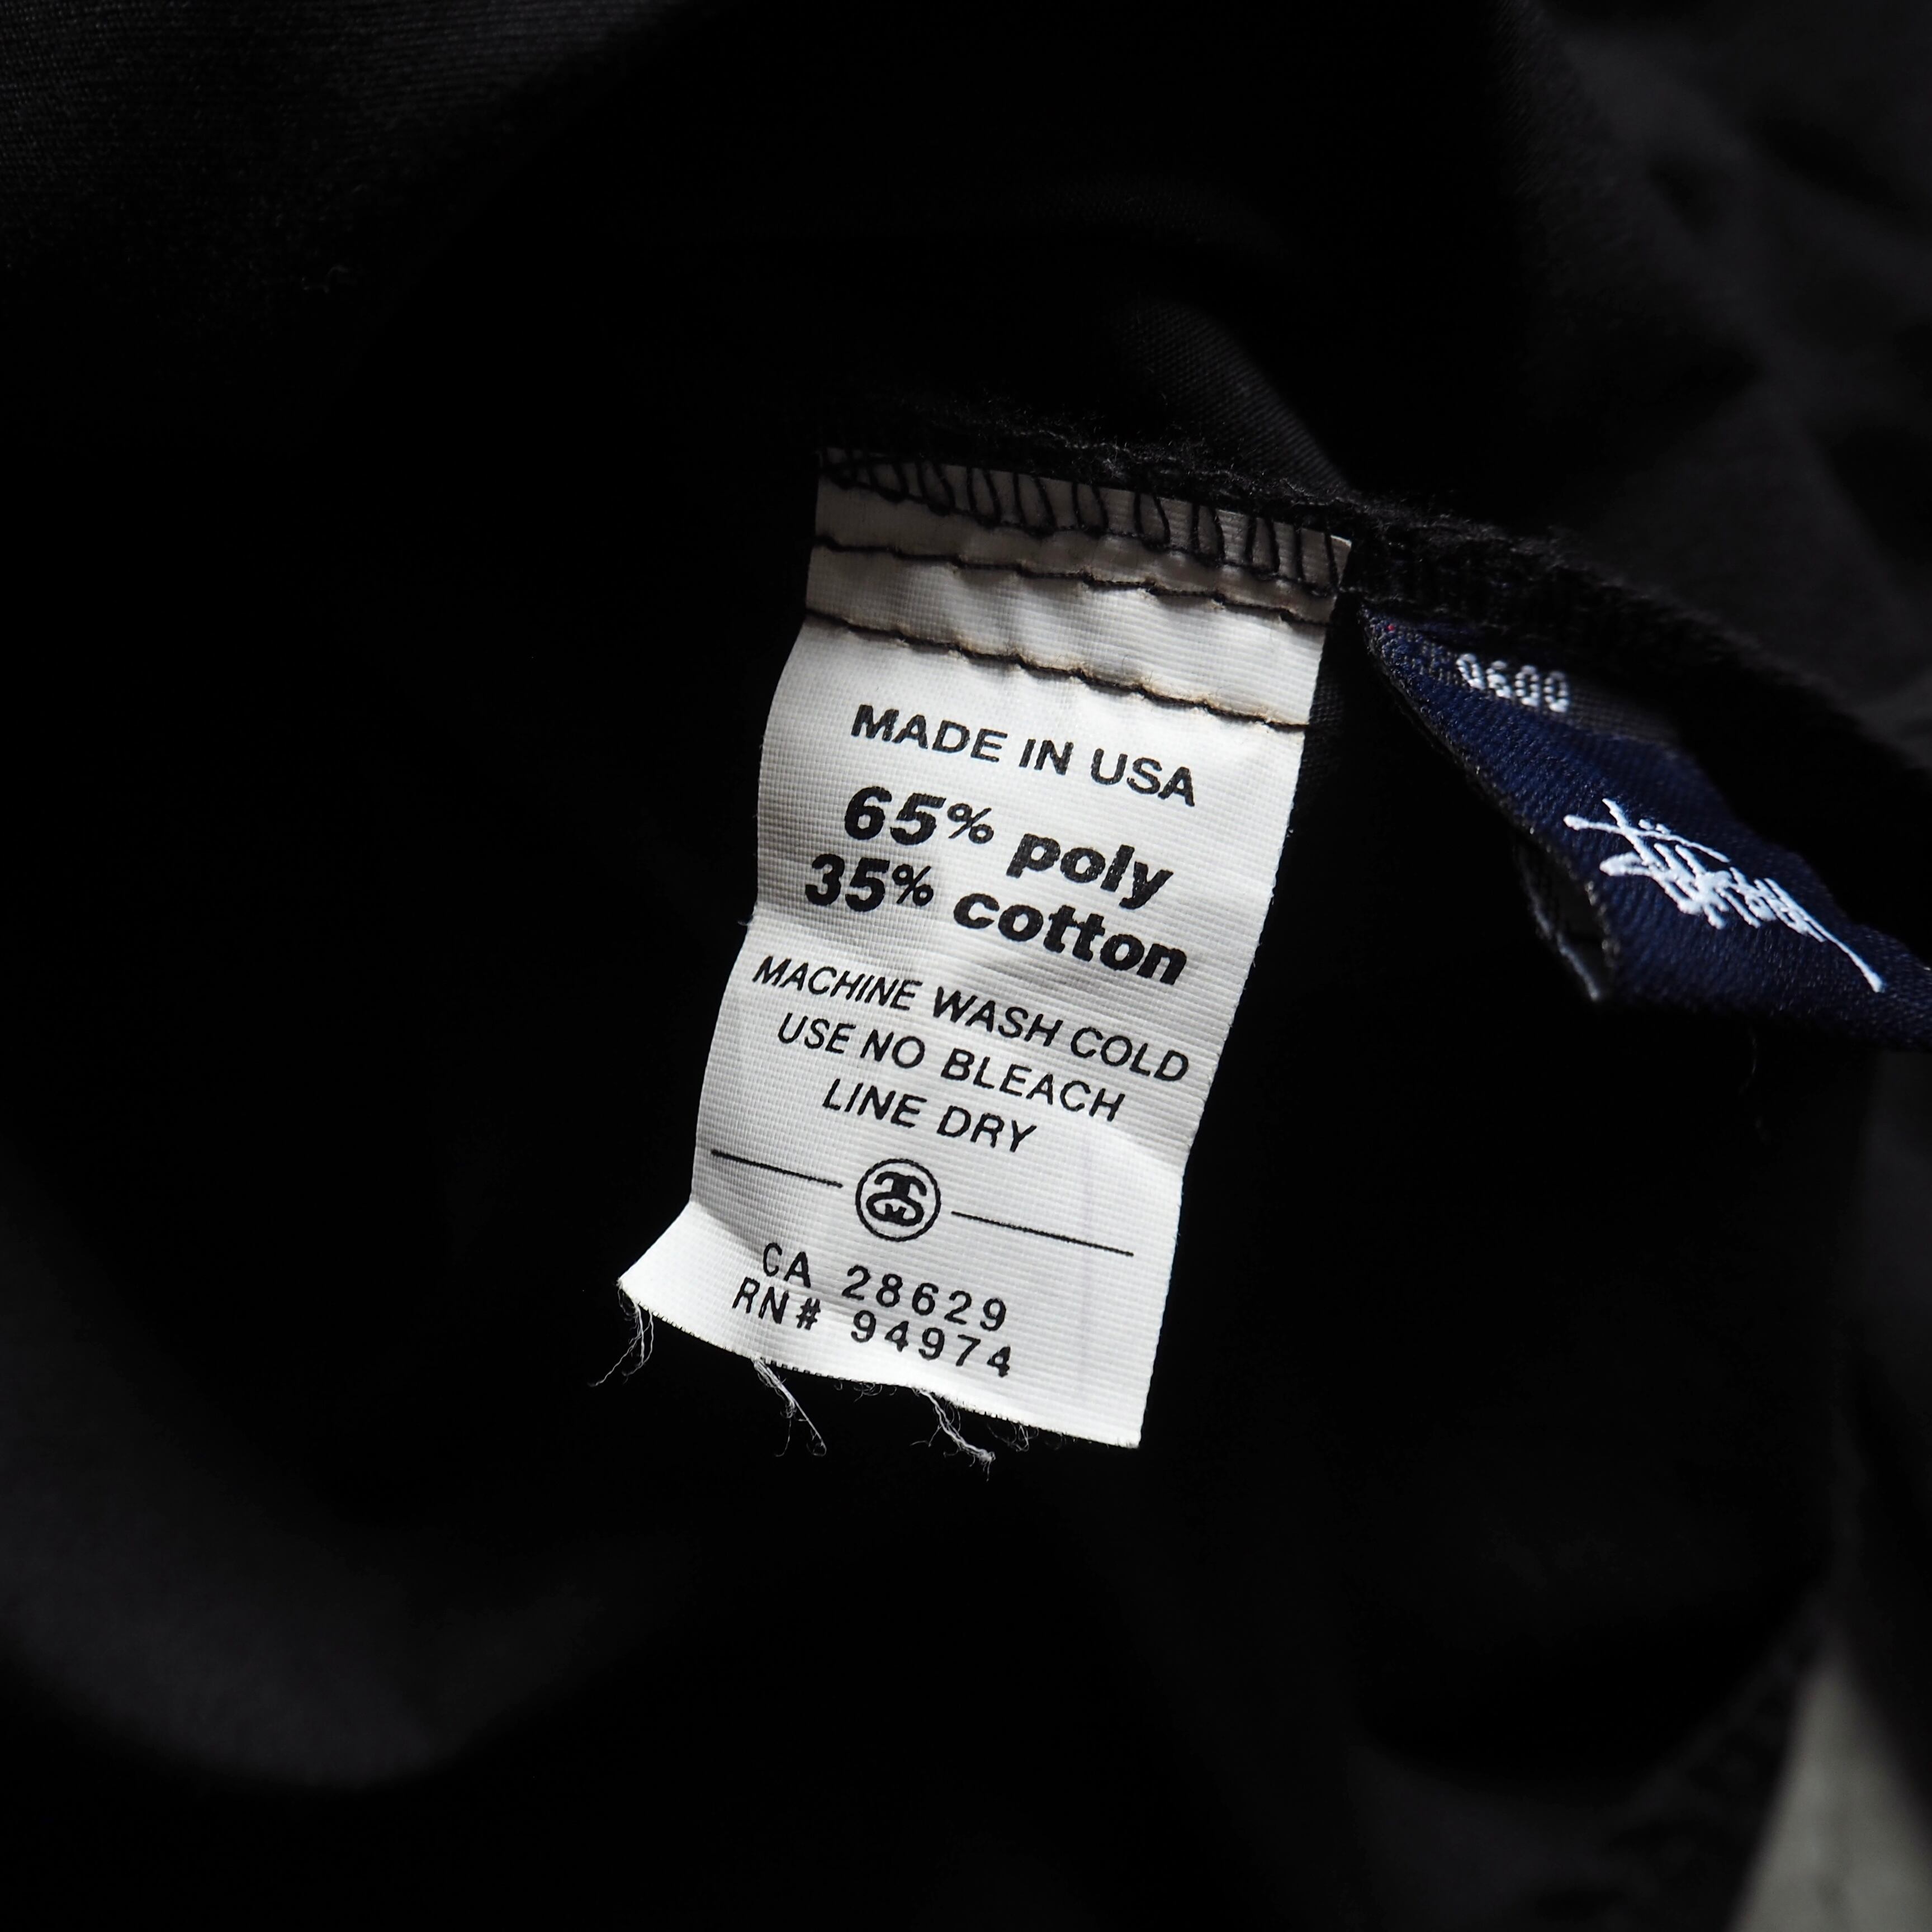 MADE IN USA
65% poly
35% cotton
MACHINE WASH COLD
USE NO BLEACH
LINE DRY
CA 28629
RN# 94974
Stüssy